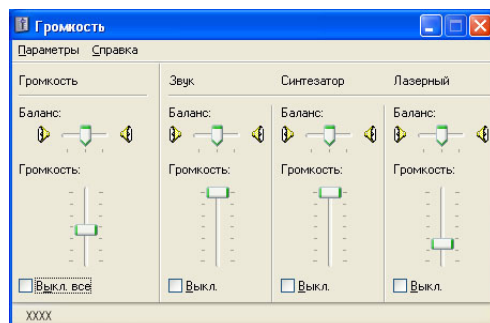 Громкость
Параметры Справка
Громкость Звук Синтезатор Лазерный
Баланс: Баланс: Баланс: Баланс:
Громкость: Громкость: Громкость: Громкость:
Выкл. все Выкл. Выкл. Выкл.
XXXX